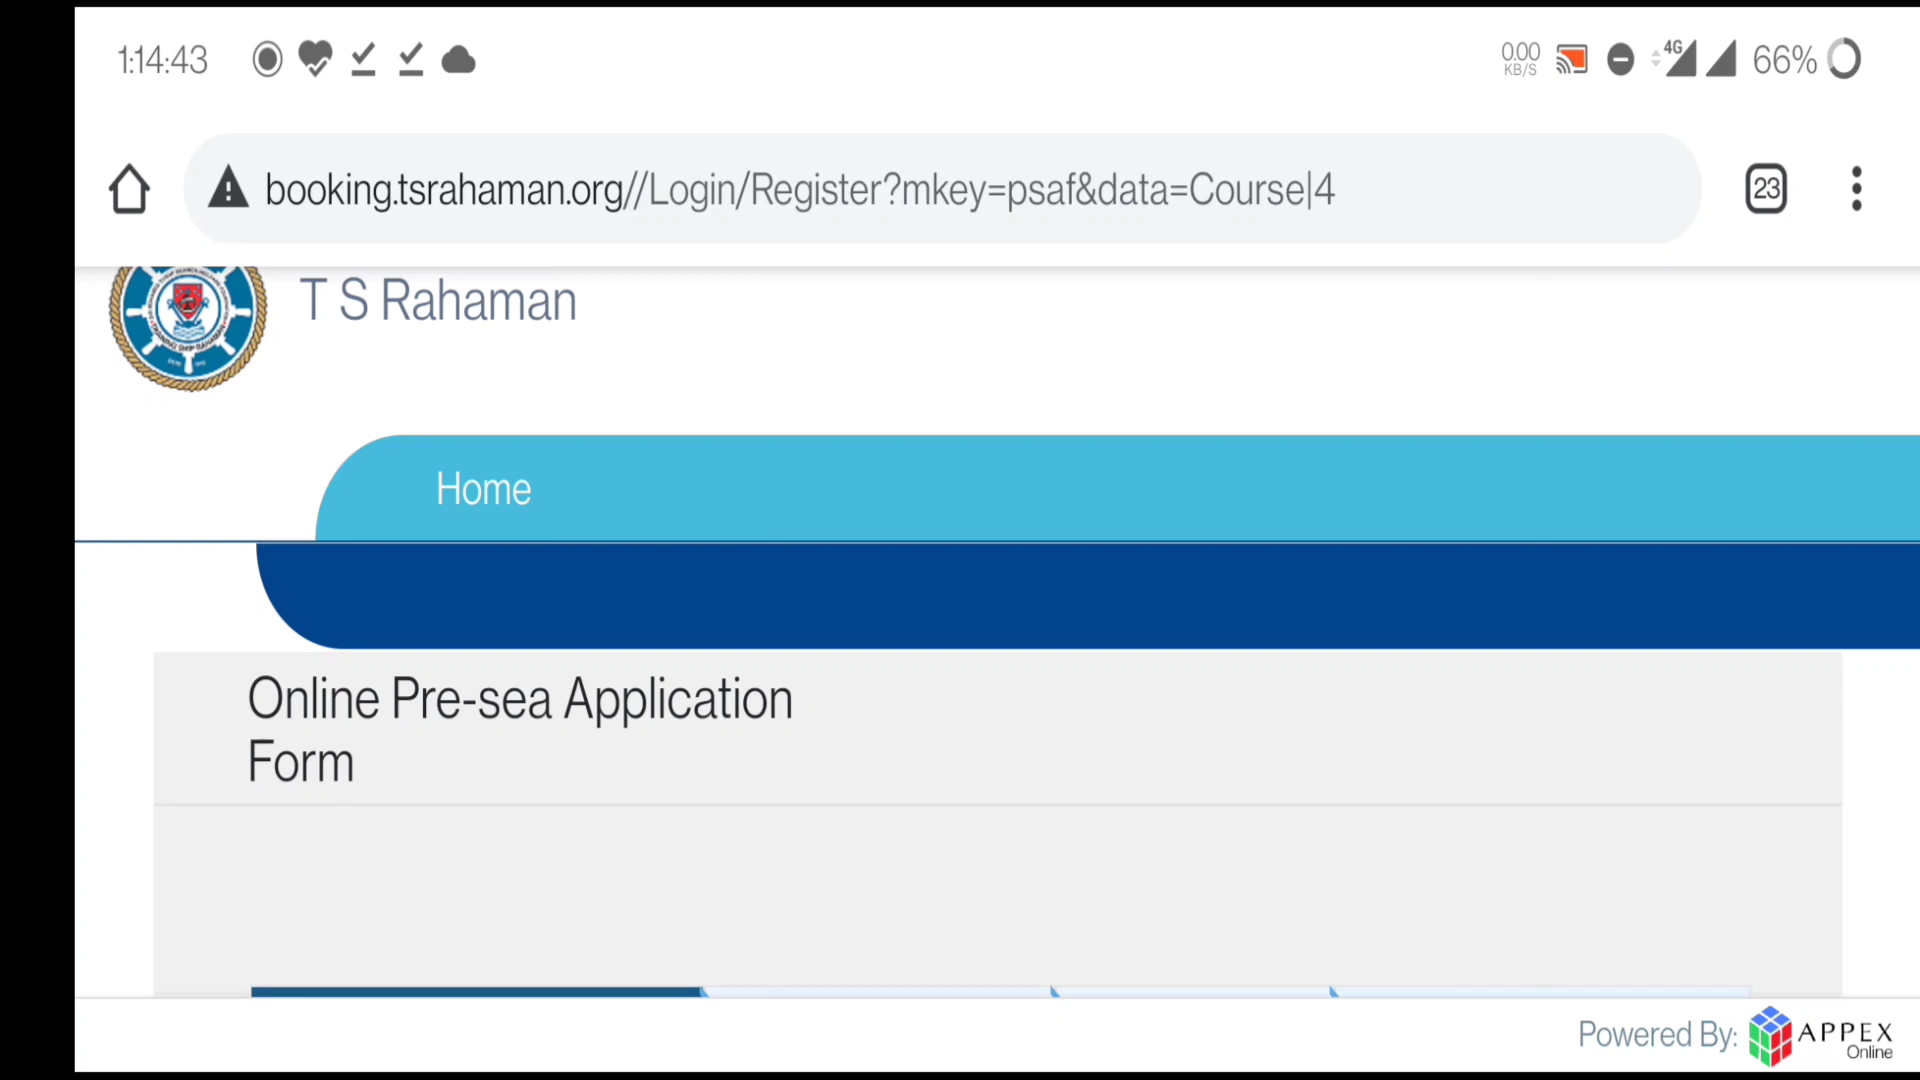 1:14:43
0.00
KB/S
4G
66%
booking.tsrahaman.org//Login/Register?mkey=psaf&data=Course|4
23
T S Rahaman
Home
Online Pre-sea Application
Form
Powered By:
APPEX
Online